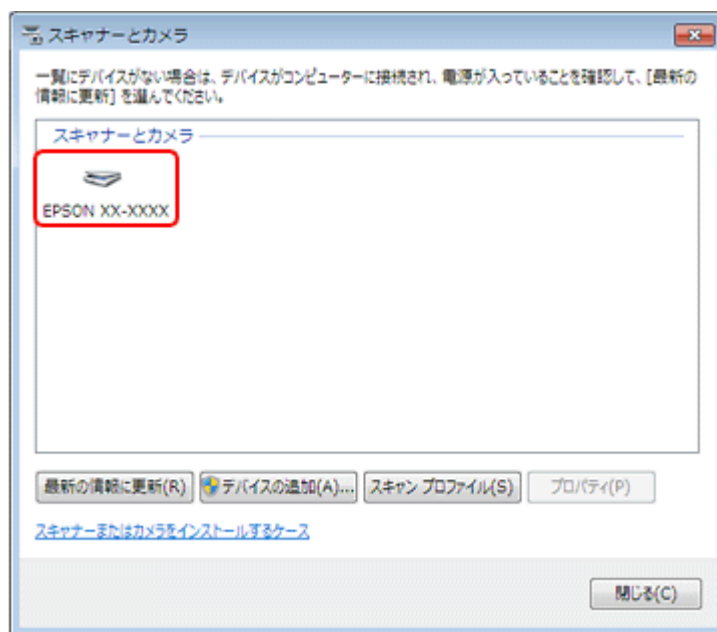 スキャナーとカメラ
一覧にデバイスがない場合は、デバイスがコンピューターに接続され、電源が入っていることを確認して、[最新の
情報に更新] を選んでください。
スキャナーとカメラ
EPSON XX-XXXX
最新の情報に更新(R) デバイスの追加(A)... スキャン プロファイル(S) プロパティ(P)
スキャナーまたはカメラをインストールするケース
閉じる(C)